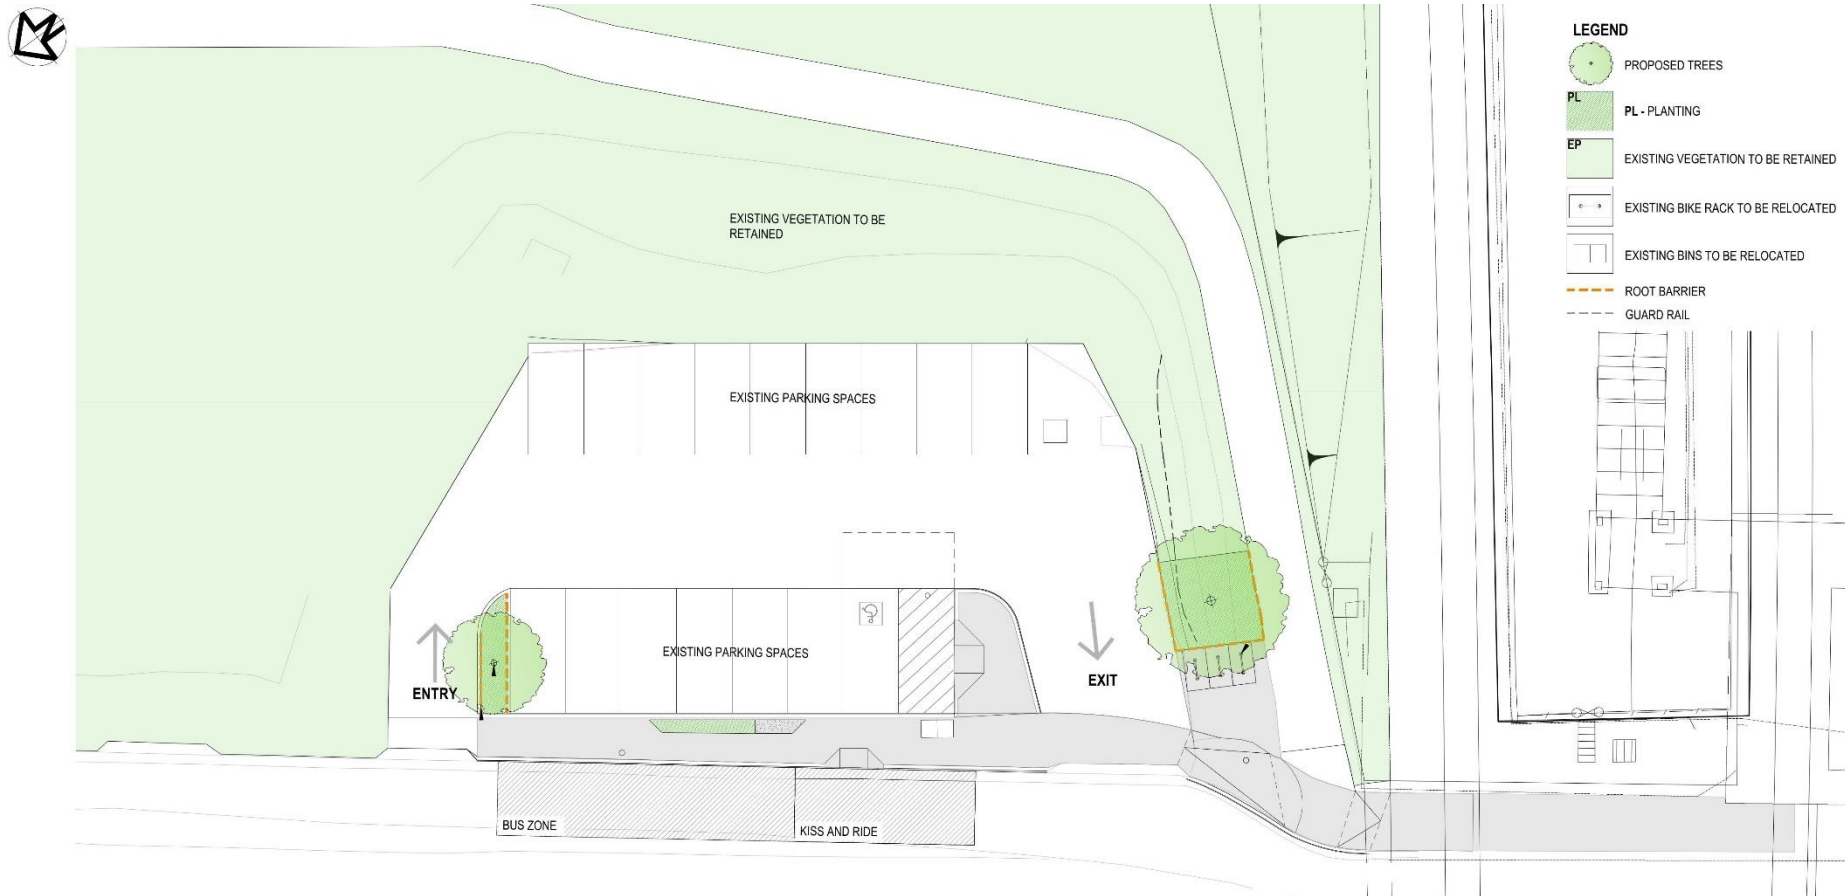 LEGEND
PROPOSED TREES
PL
PL - PLANTING
EP
EXISTING VEGETATION TO BE RETAINED
EXISTING BIKE RACK TO BE RELOCATED
EXISTING BINS TO BE RELOCATED
ROOT BARRIER
GUARD RAIL
EXISTING VEGETATION TO BE
RETAINED
EXISTING PARKING SPACES
EXISTING PARKING SPACES
ENTRY
EXIT
BUS ZONE
KISS AND RIDE